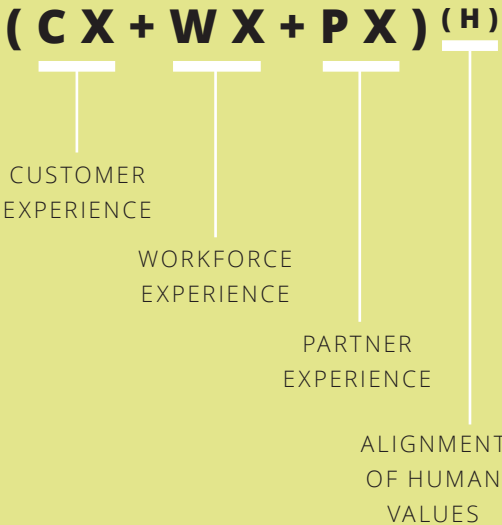 (CX+WX+PX)(H)
CUSTOMER
EXPERIENCE
WORKFORCE
EXPERIENCE
PARTNER
EXPERIENCE
ALIGNMENT
OF HUMAN
VALUES